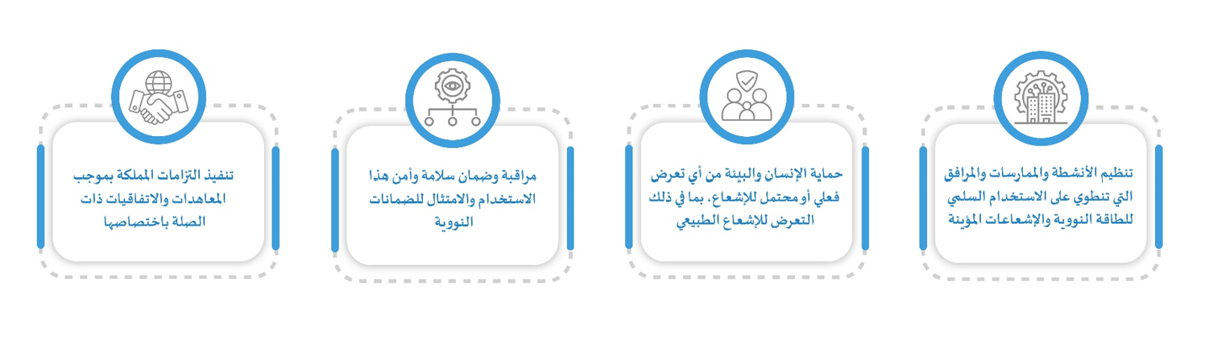 تنظيم الأنشطة والممارسات والمرافق
التي تنطوي على الاستخدام السلمي
للطاقة النووية والإشعاعات المؤينة
حماية الإنسان والبيئة من أي تعرض
فعلي أو محتمل للإشعاع، بما في ذلك
التعرض للإشعاع الطبيعي
مراقبة وضمان سلامة وأمن هذا
الاستخدام والامتثال للضمانات
النووية
تنفيذ التزامات المملكة بموجب
المعاهدات والاتفاقيات ذات
الصلة باختصاصها